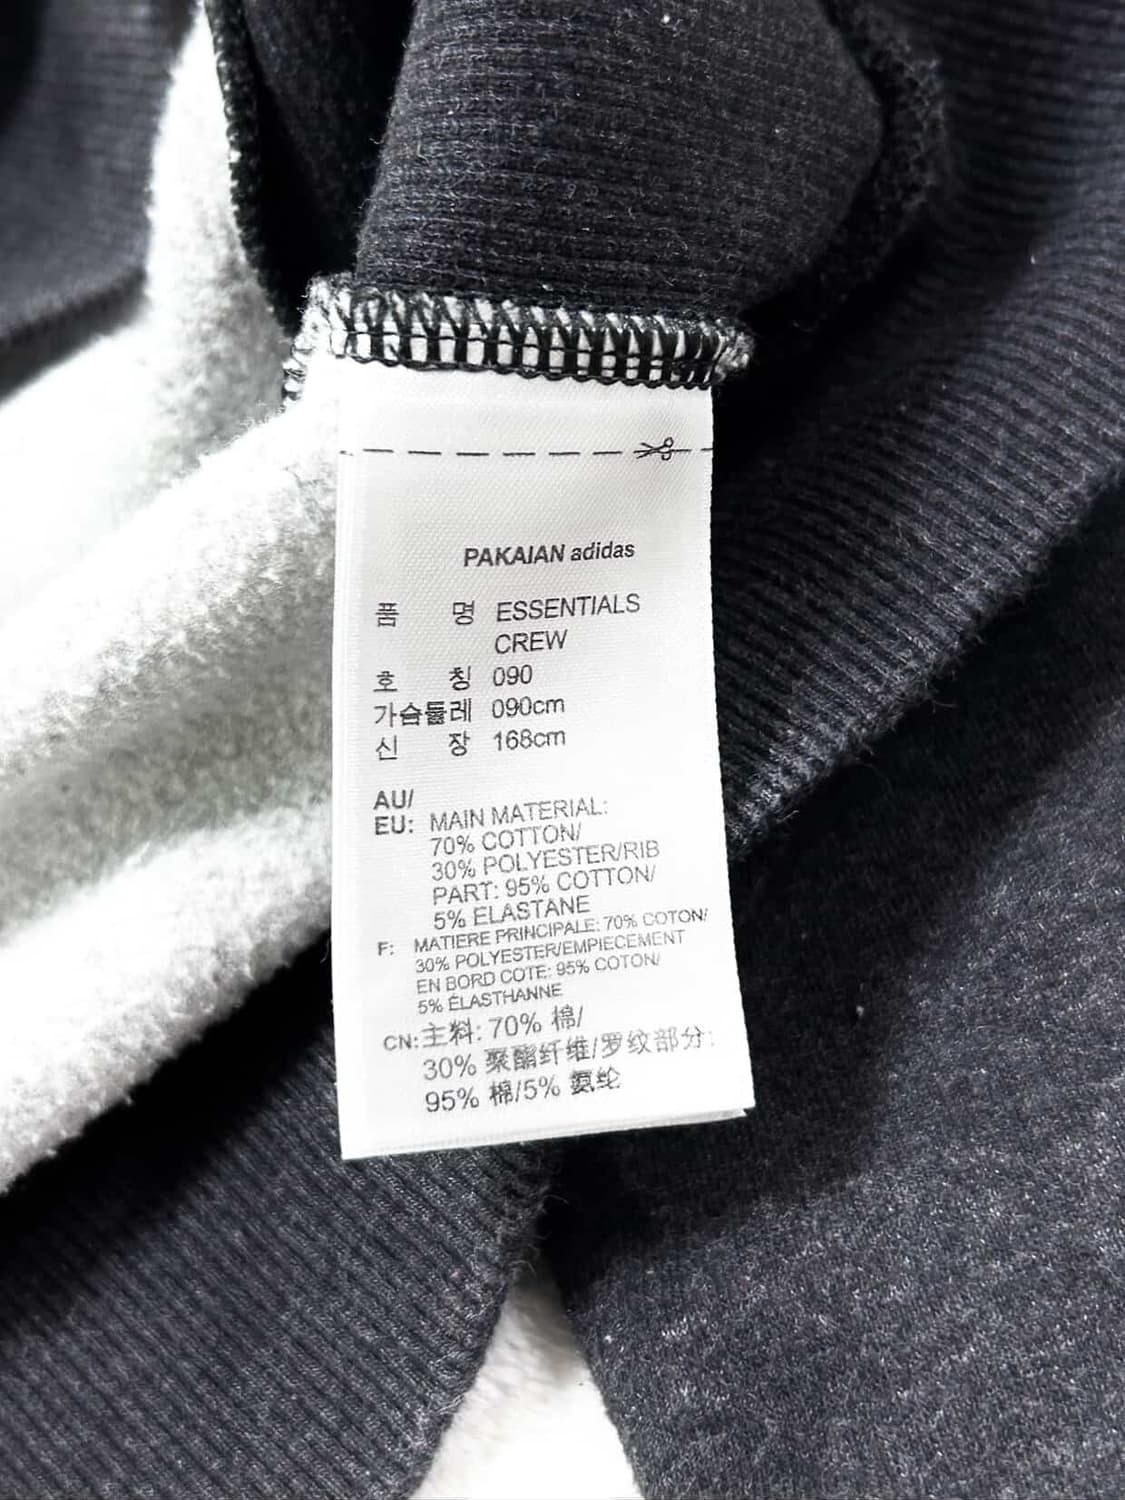 PAKAIAN adidas
품 명 ESSENTIALS
CREW
호 칭 090
가슴둘레 090cm
신 장 168cm
AU/
EU: MAIN MATERIAL:
70% COTTON/
30% POLYESTER/RIB
PART: 95% COTTON/
5% ELASTANE
F: MATIERE PRINCIPALE: 70% COTON/
30% POLYESTER/EMPIECEMENT
EN BORD COTE: 95% COTON/
5% ÉLASTHANNE
CN:主料: 70% 棉/
30% 聚酯纤维/罗纹部分:
95% 棉/5% 氨纶